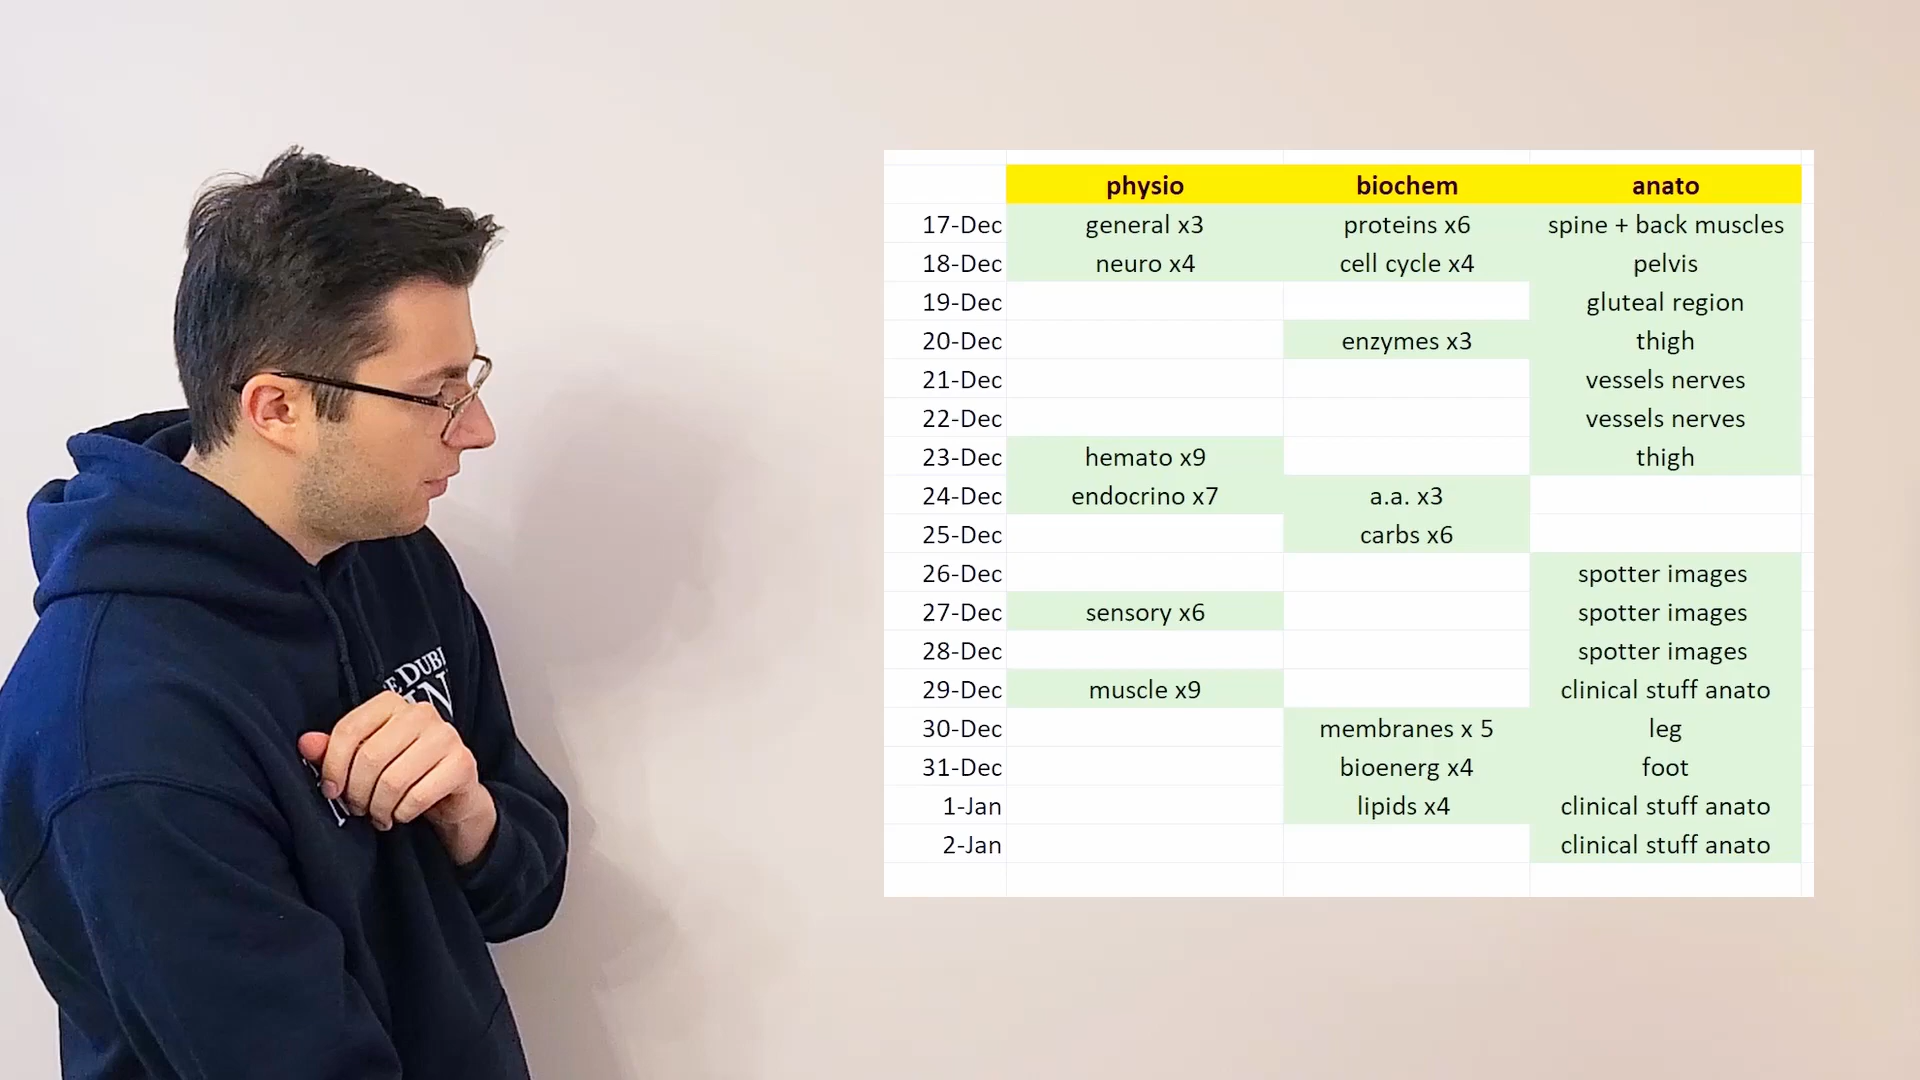 physio biochem anato
17-Dec general x3 proteins x6 spine + back muscles
18-Dec neuro x4 cell cycle x4 pelvis
19-Dec gluteal region
20-Dec enzymes x3 thigh
21-Dec vessels nerves
22-Dec vessels nerves
23-Dec hemato x9 thigh
24-Dec endocrino x7 a.a. x3
25-Dec carbs x6
26-Dec spotter images
27-Dec sensory x6 spotter images
28-Dec spotter images
29-Dec muscle x9 clinical stuff anato
30-Dec membranes x 5 leg
31-Dec bioenerg x4 foot
1-Jan lipids x4 clinical stuff anato
2-Jan clinical stuff anato